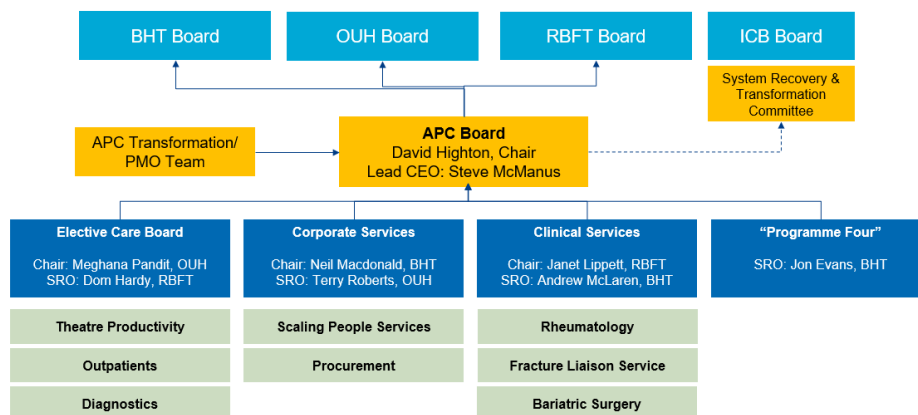 BHT Board
OUH Board
RBFT Board
ICB Board
System Recovery &
Transformation
Committee
APC Transformation/
PMO Team
APC Board
David Highton, Chair
Lead CEO: Steve McManus
Elective Care Board
Chair: Meghana Pandit, OUH
SRO: Dom Hardy, RBFT
Corporate Services
Chair: Neil Macdonald, BHT
SRO: Terry Roberts, OUH
Clinical Services
Chair: Janet Lippett, RBFT
SRO: Andrew McLaren, BHT
“Programme Four”
SRO: Jon Evans, BHT
Theatre Productivity
Outpatients
Diagnostics
Scaling People Services
Procurement
Rheumatology
Fracture Liaison Service
Bariatric Surgery